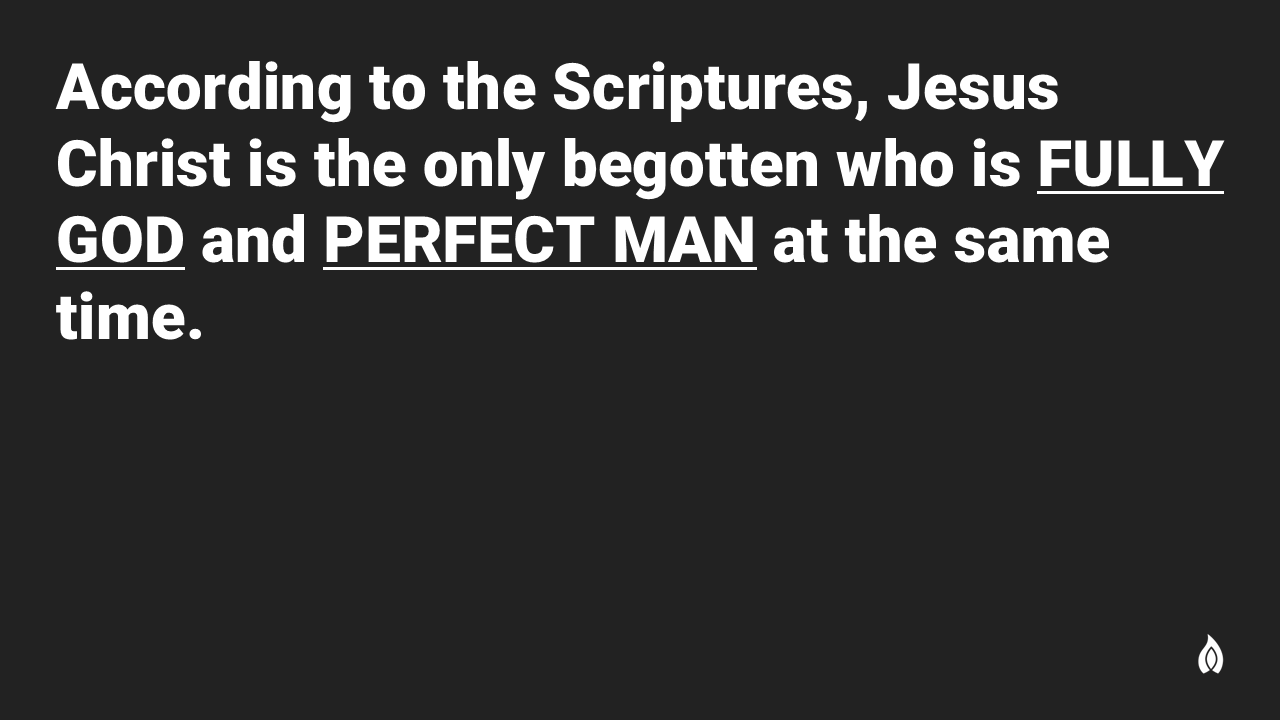 According to the Scriptures, Jesus
Christ is the only begotten who is FULLY
GOD and PERFECT MAN at the same
time.